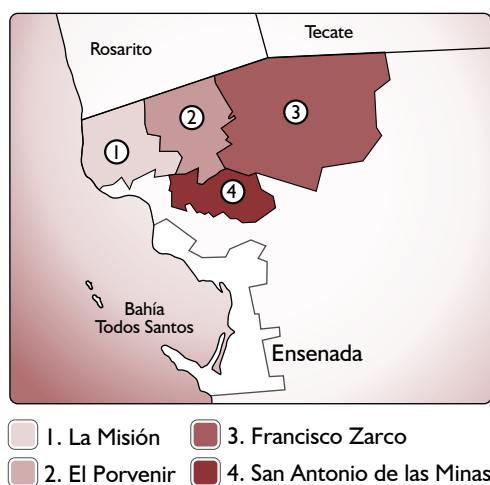 Tecate
Rosarito
2
3
1
4
Bahía
Todos Santos
Ensenada
1. La Misión
3. Francisco Zarco
2. El Porvenir
4. San Antonio de las Minas